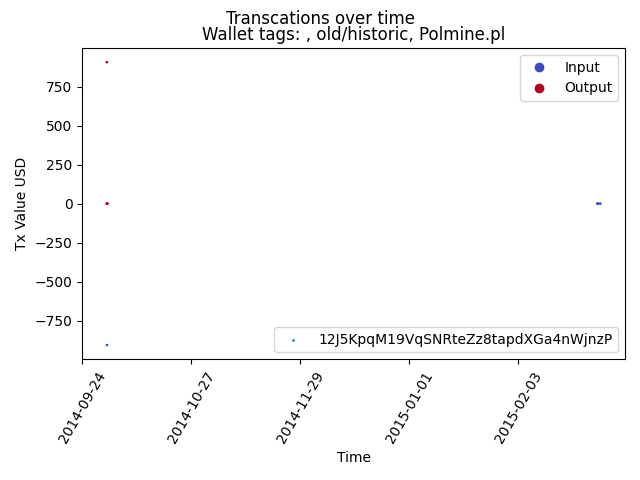 Transcations over time
Wallet tags: , old/historic, Polmine.pl
Input
Output
12J5KpqM19VqSNRteZz8tapdXGa4nWjnzP
Tx Value USD
750
500
250
0
−250
−500
−750
2014-09-24
2014-10-27
2014-11-29
2015-01-01
2015-02-03
Time